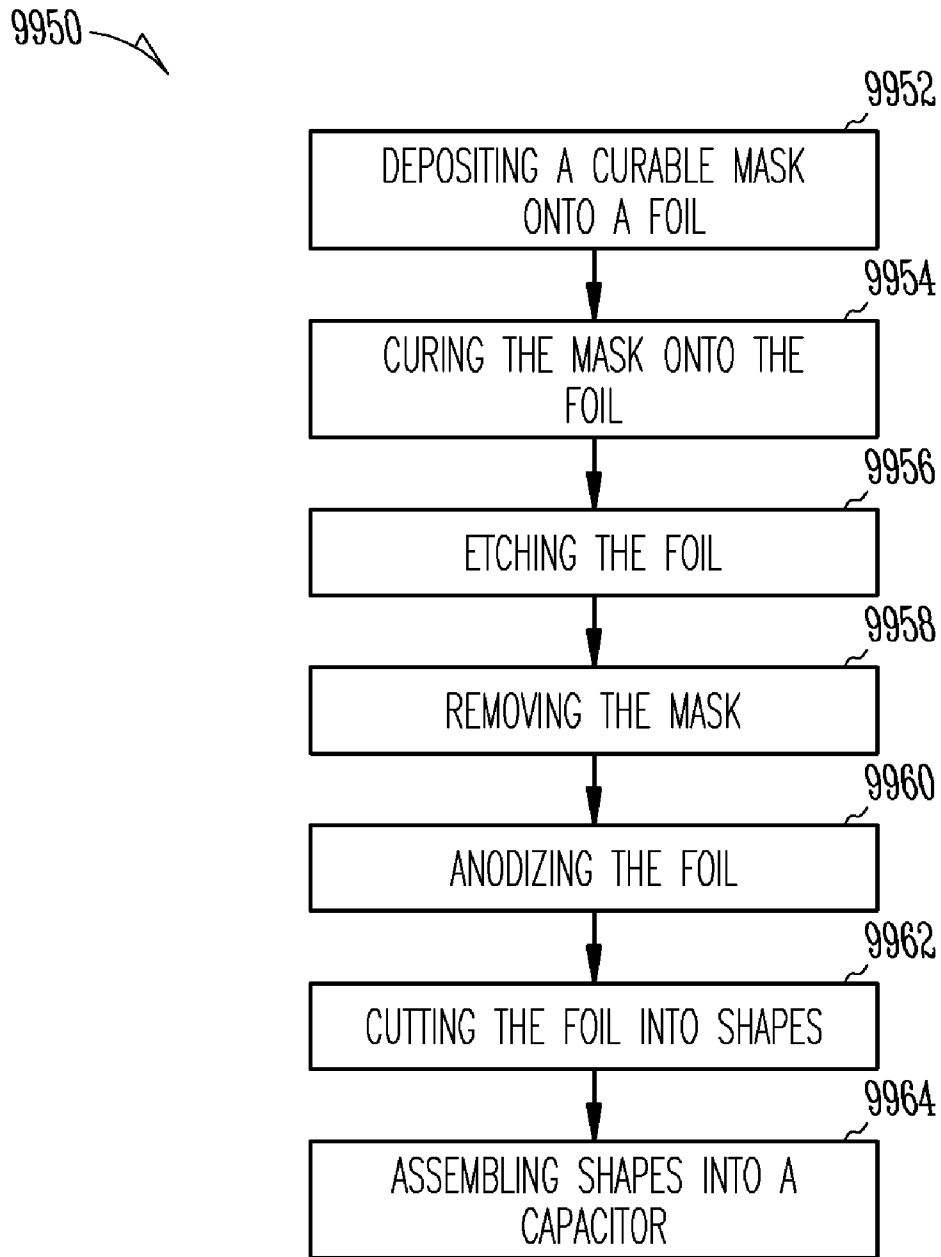 9950
9952
DEPOSITING A CURABLE MASK
ONTO A FOIL
9954
CURING THE MASK ONTO THE
FOIL
9956
ETCHING THE FOIL
9958
REMOVING THE MASK
9960
ANODIZING THE FOIL
9962
CUTTING THE FOIL INTO SHAPES
9964
ASSEMBLING SHAPES INTO A
CAPACITOR